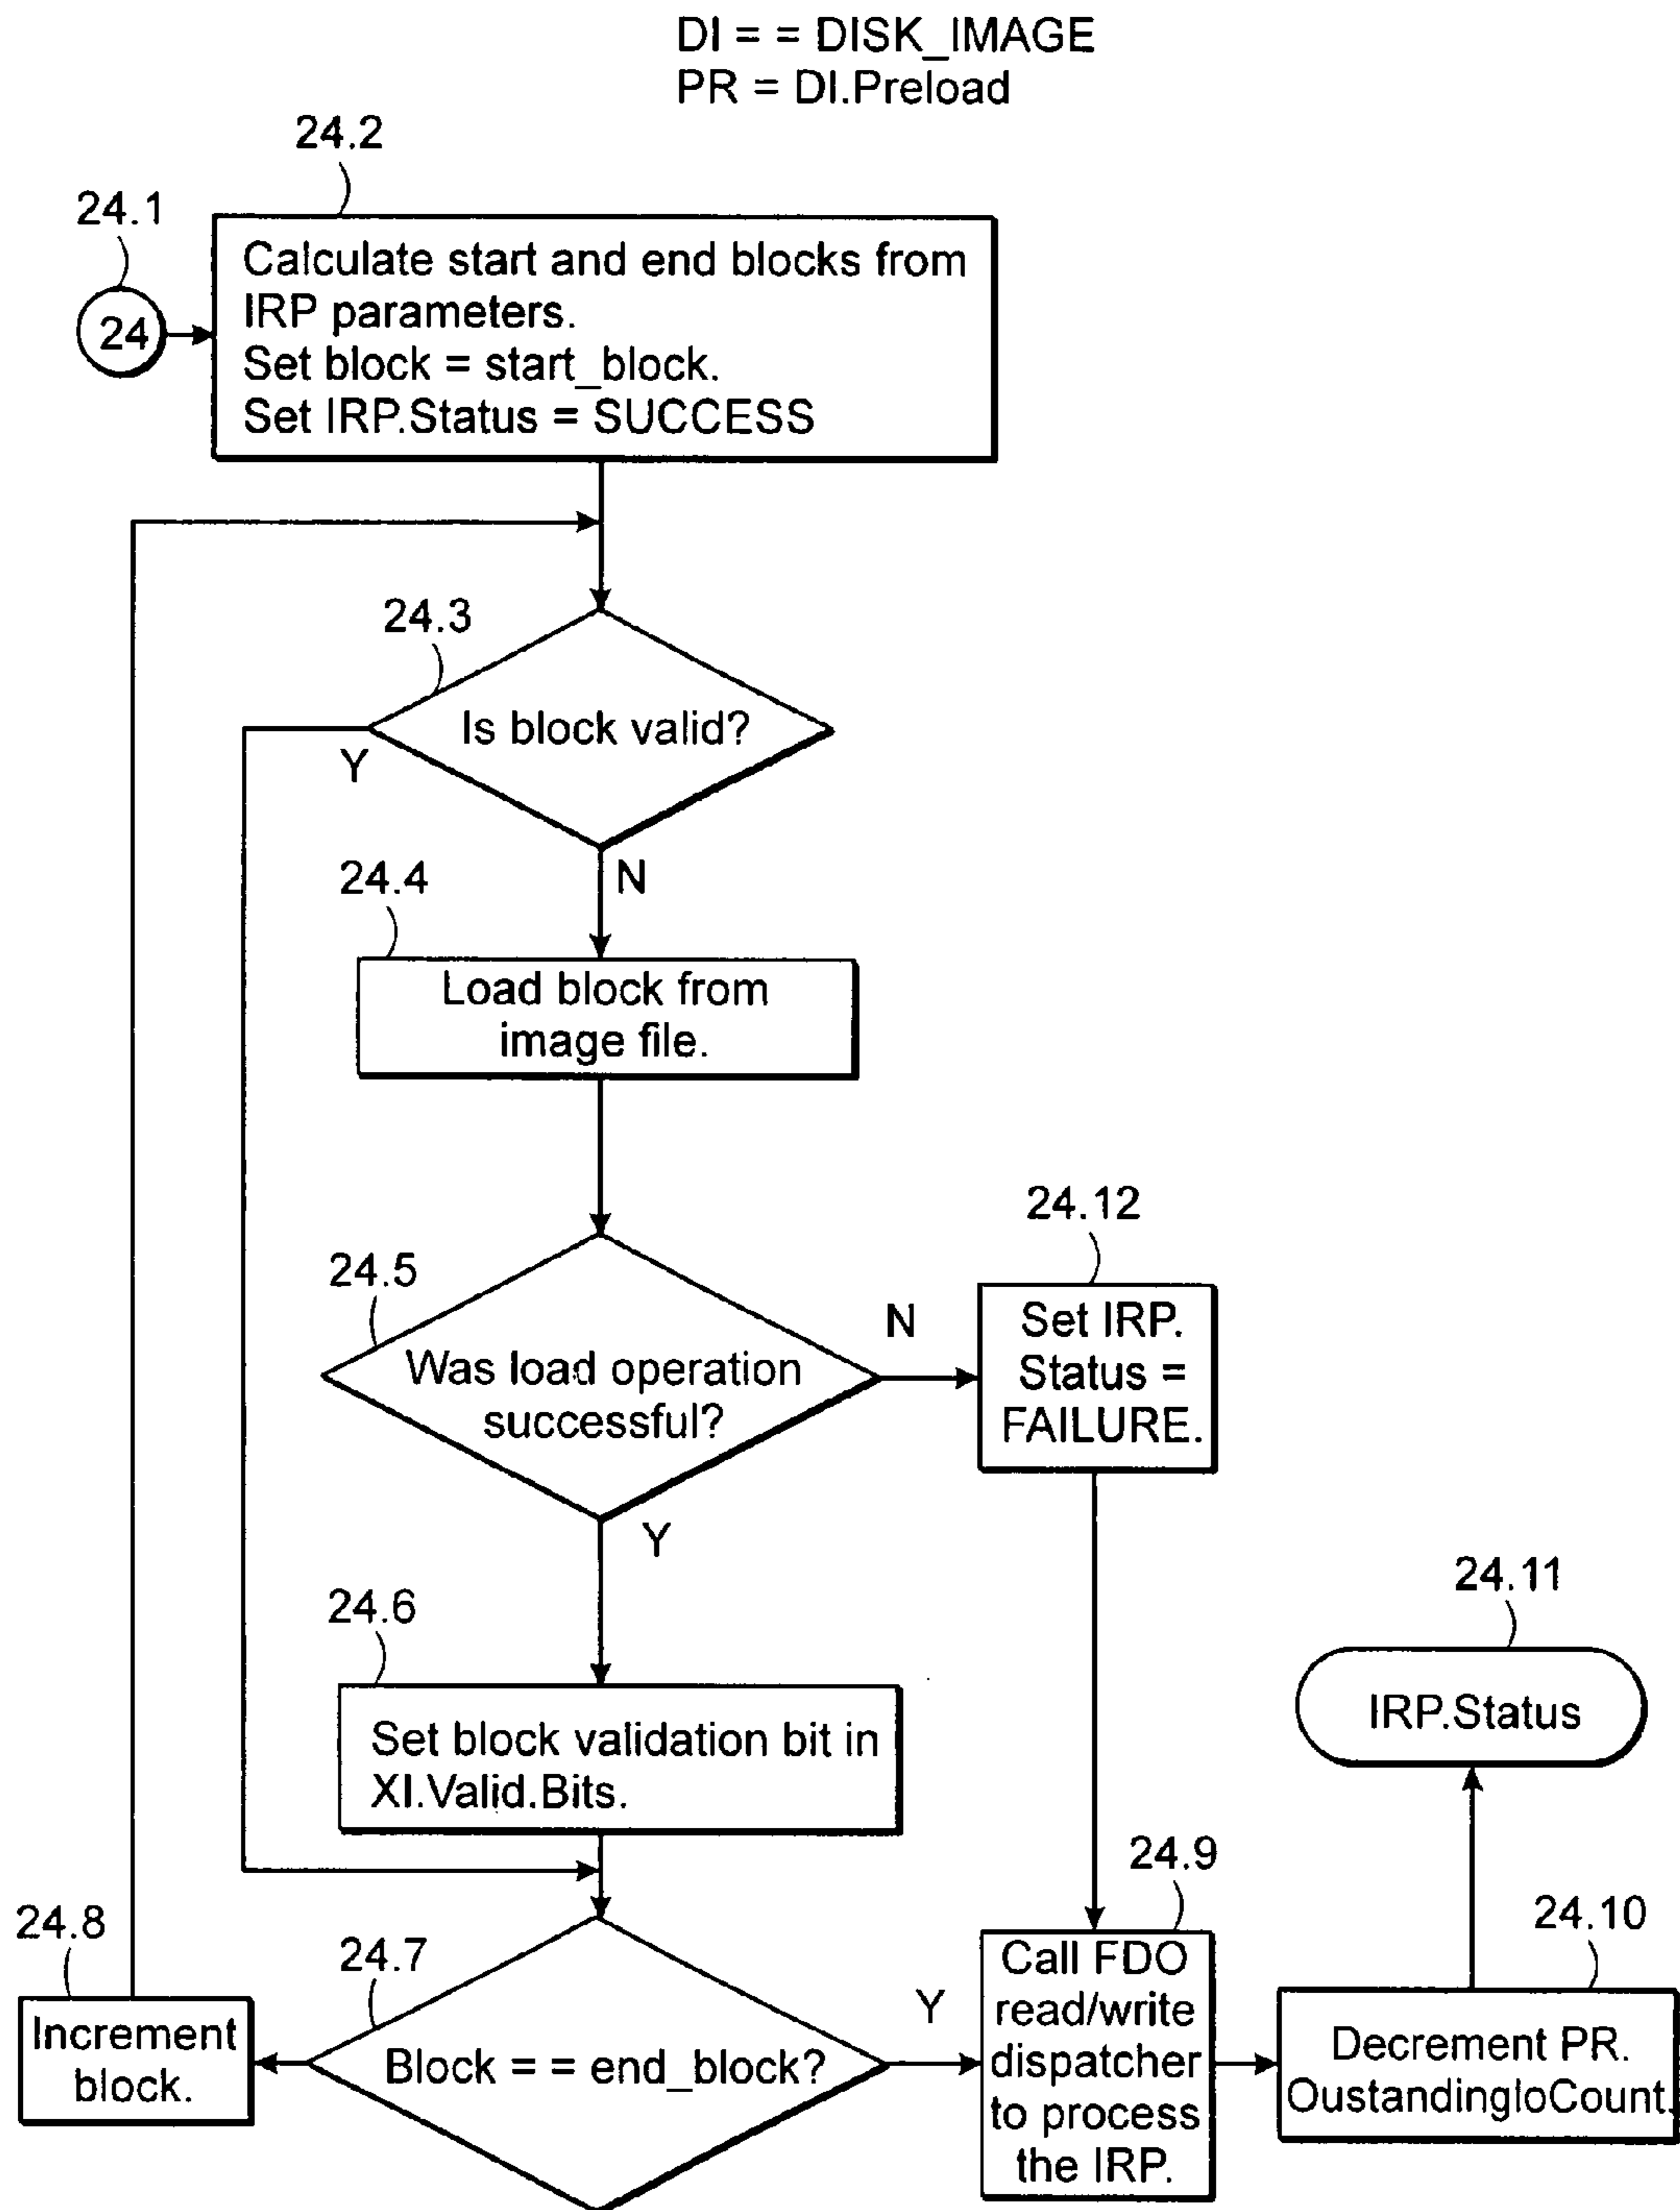 DI = = DISK_IMAGE
PR = DI.Preload
24.2
24.1
24
Calculate start and end blocks from
IRP parameters.
Set block = start_block.
Set IRP.Status = SUCCESS
24.3
Is block valid?
Y
N
24.4
Load block from
image file.
24.5
Was load operation
successful?
N
Y
24.12
Set IRP.
Status =
FAILURE.
24.6
Set block validation bit in
XI.Valid.Bits.
24.11
IRP.Status
24.8
Increment
block.
24.7
Block = = end_block?
Y
24.9
Call FDO
read/write
dispatcher
to process
the IRP.
24.10
Decrement PR.
OustandingIoCount.